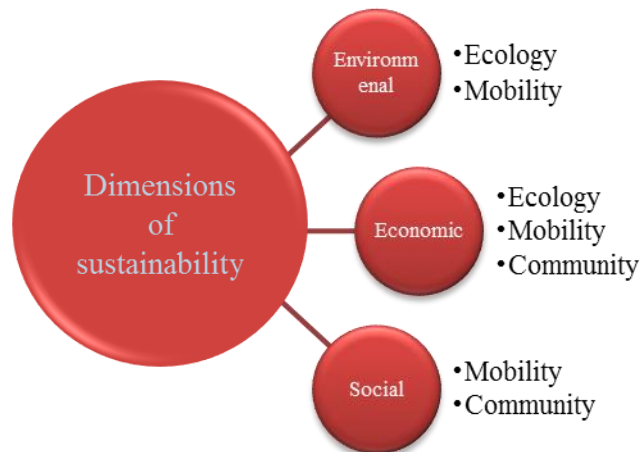 Dimensions
of
sustainability
Environm
enal
•Ecology
•Mobility
Economic
•Ecology
•Mobility
•Community
Social
•Mobility
•Community